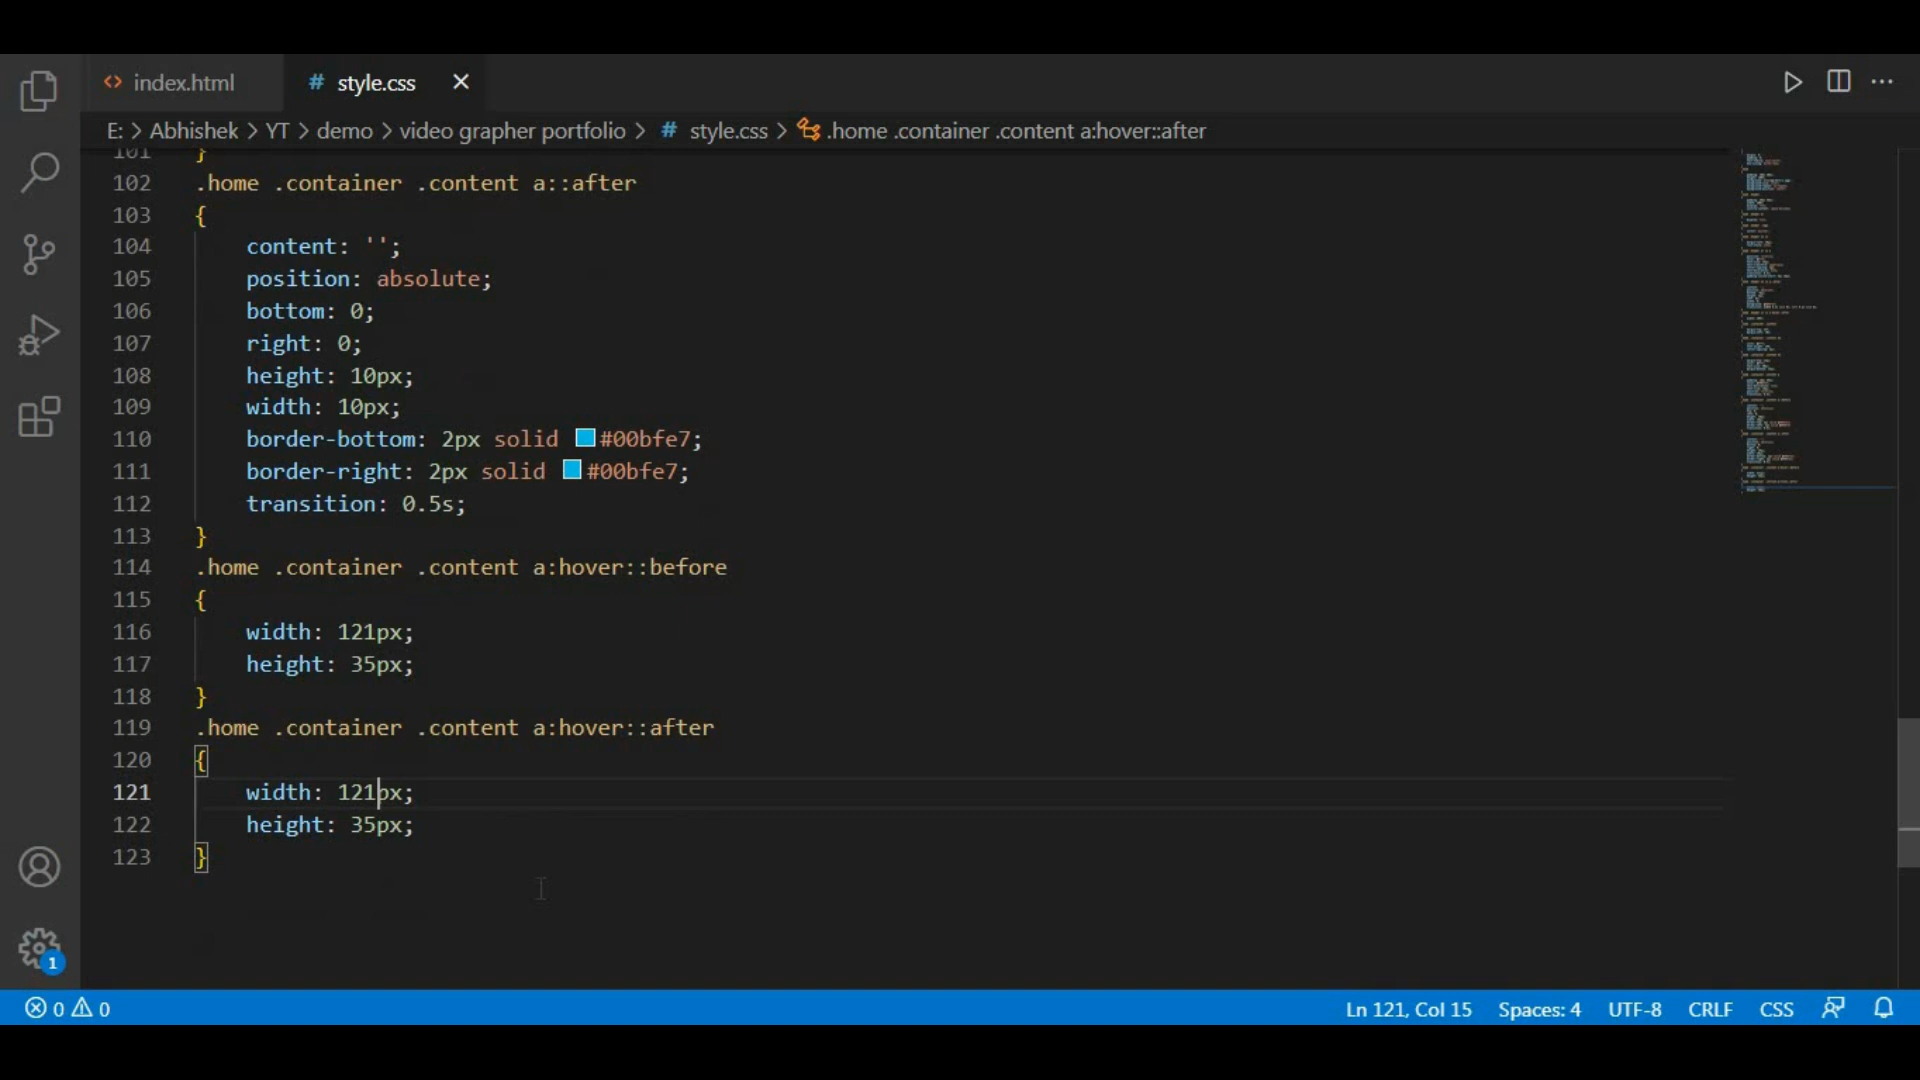 index.html
# style.css
E: > Abhishek > YT > demo > video grapher portfolio > # style.css > .home .container .content a:hover::after
101 }
102 .home .container .content a::after
103 {
104 content: '';
105 position: absolute;
106 bottom: 0;
107 right: 0;
108 height: 10px;
109 width: 10px;
110 border-bottom: 2px solid #00bfe7;
111 border-right: 2px solid #00bfe7;
112 transition: 0.5s;
113 }
114 .home .container .content a:hover::before
115 {
116 width: 121px;
117 height: 35px;
118 }
119 .home .container .content a:hover::after
120 {
121 width: 121px;
122 height: 35px;
123 }
1
0 0
Ln 121, Col 15 Spaces: 4 UTF-8 CRLF CSS